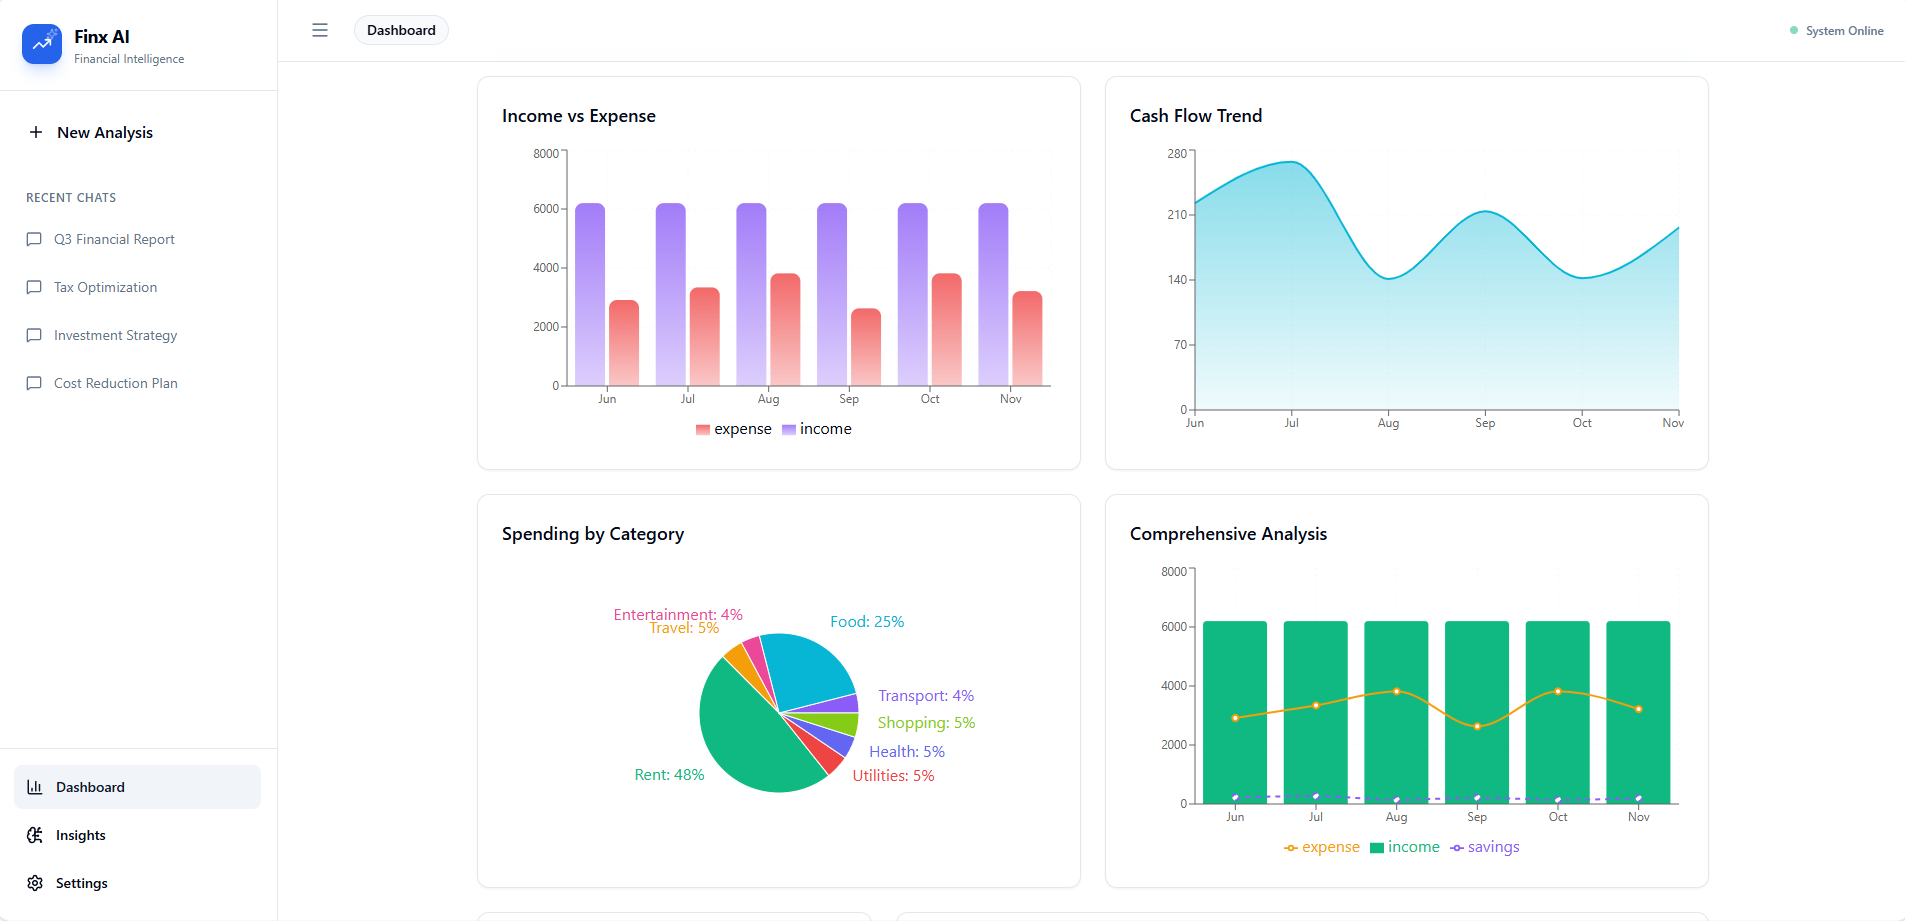 Finx AI
Financial Intelligence
New Analysis
RECENT CHATS
Q3 Financial Report
Tax Optimization
Investment Strategy
Cost Reduction Plan
Dashboard
Insights
Settings
Dashboard
System Online
Income vs Expense
8000
6000
4000
2000
0
Jun Jul Aug Sep Oct Nov
expense income
Cash Flow Trend
280
210
140
70
0
Jun Jul Aug Sep Oct Nov
Spending by Category
Entertainment: 4%
Travel: 5%
Food: 25%
Transport: 4%
Shopping: 5%
Health: 5%
Utilities: 5%
Rent: 48%
Comprehensive Analysis
8000
6000
4000
2000
0
Jun Jul Aug Sep Oct Nov
expense income savings